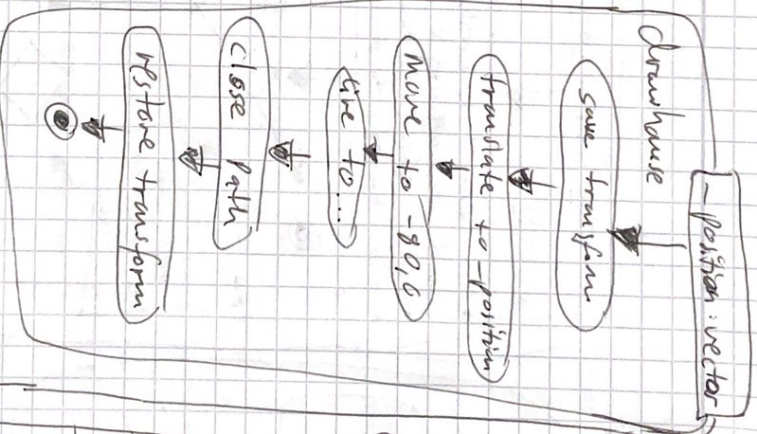 _position : vector
drawhouse
save transform
translate to _position
move to -80,0
line to...
close path
restore transform